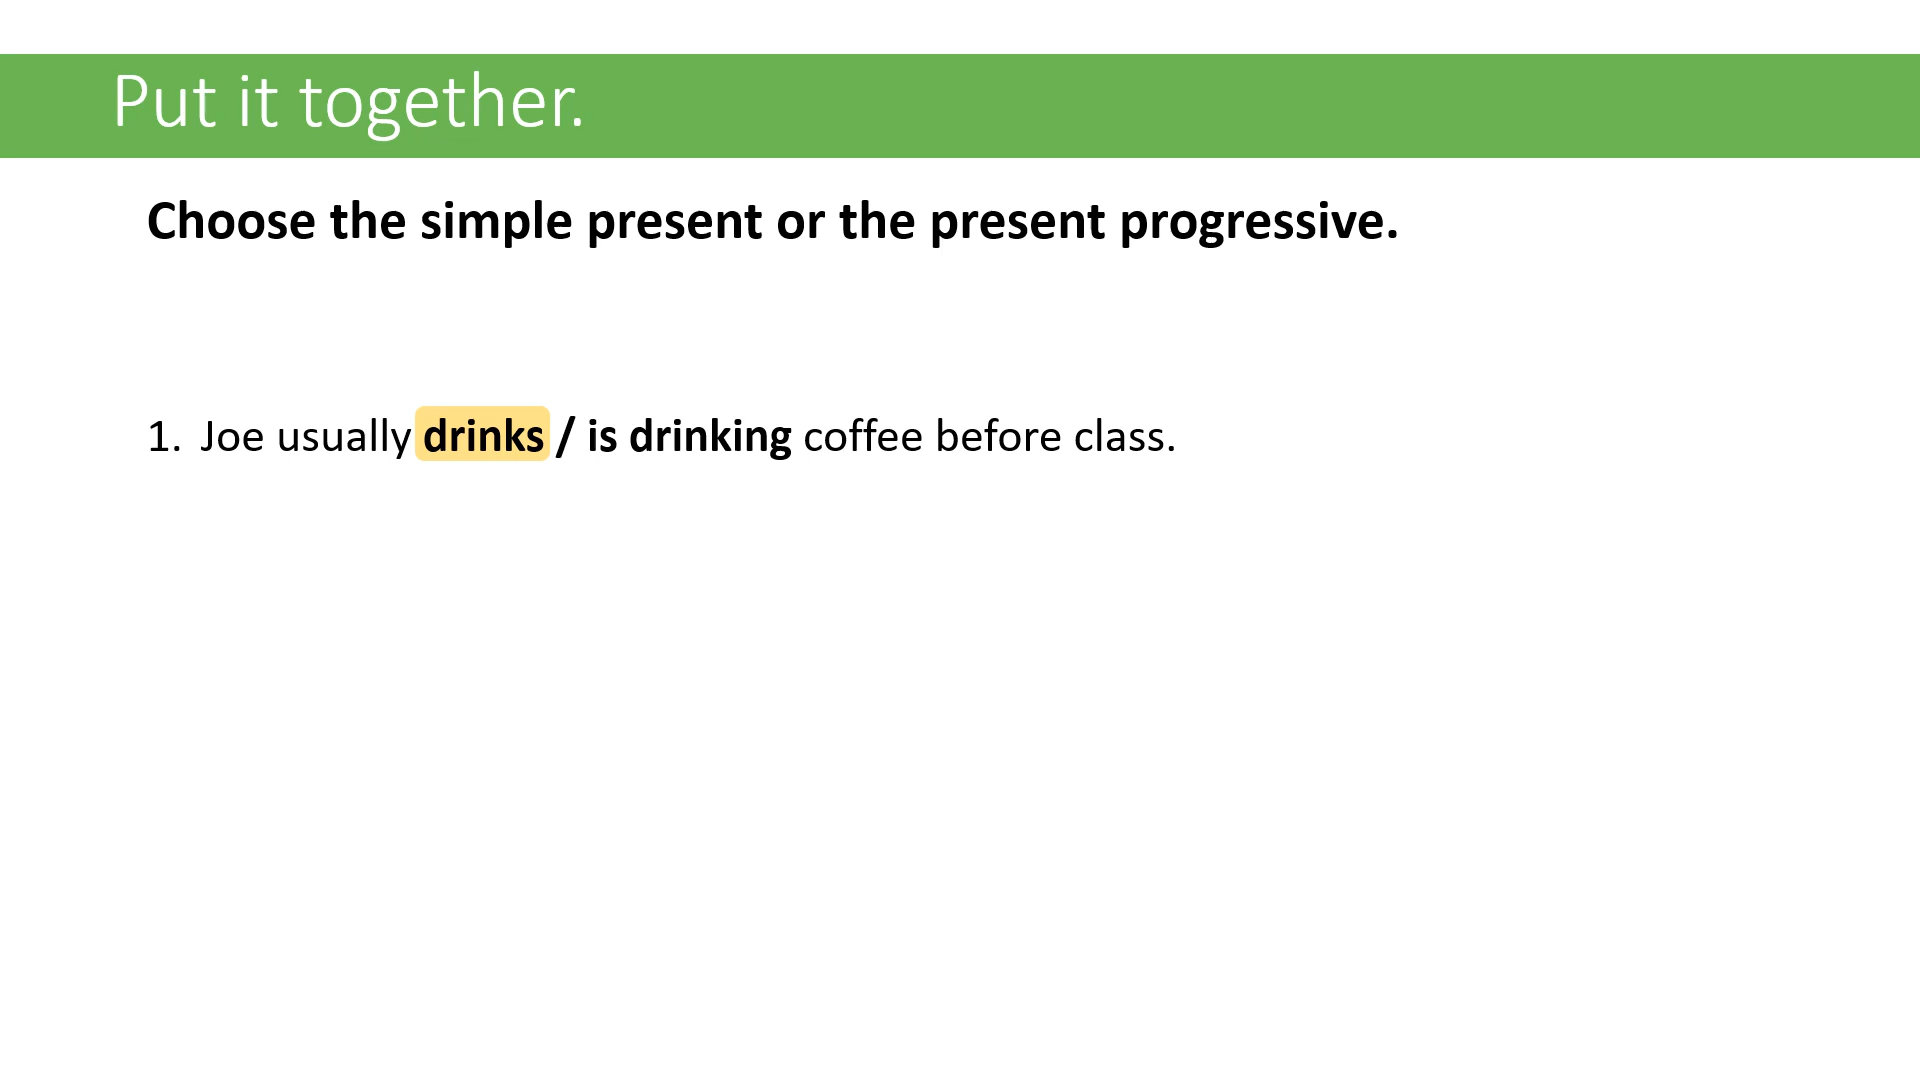 Put it together.
Choose the simple present or the present progressive.
1. Joe usually drinks / is drinking coffee before class.